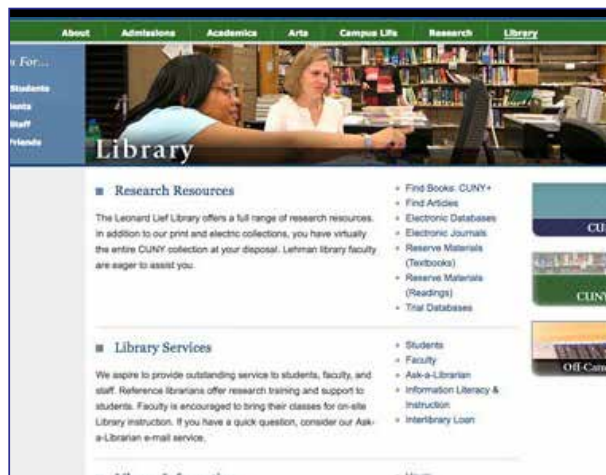 About Admissions Academics Arts Campus Life Research Library
For...
Students
Staff
Friends
Library
Research Resources
The Leonard Lief Library offers a full range of research resources.
In addition to our print and electric collections, you have virtually
the entire CUNY collection at your disposal. Lehman library faculty
are eager to assist you.
Find Books: CUNY+
Find Articles
Electronic Databases
Electronic Journals
Reserve Materials
(Textbooks)
Reserve Materials
(Readings)
Trial Databases
CU
CUNY
Off-Cam
Library Services
We aspire to provide outstanding service to students, faculty, and
staff. Reference librarians offer research training and support to
students. Faculty is encouraged to bring their classes for on-site
Library instruction. If you have a quick question, consider our Ask-
a-Librarian e-mail service.
Students
Faculty
Ask-a-Librarian
Information Literacy &
Instruction
Interlibrary Loan